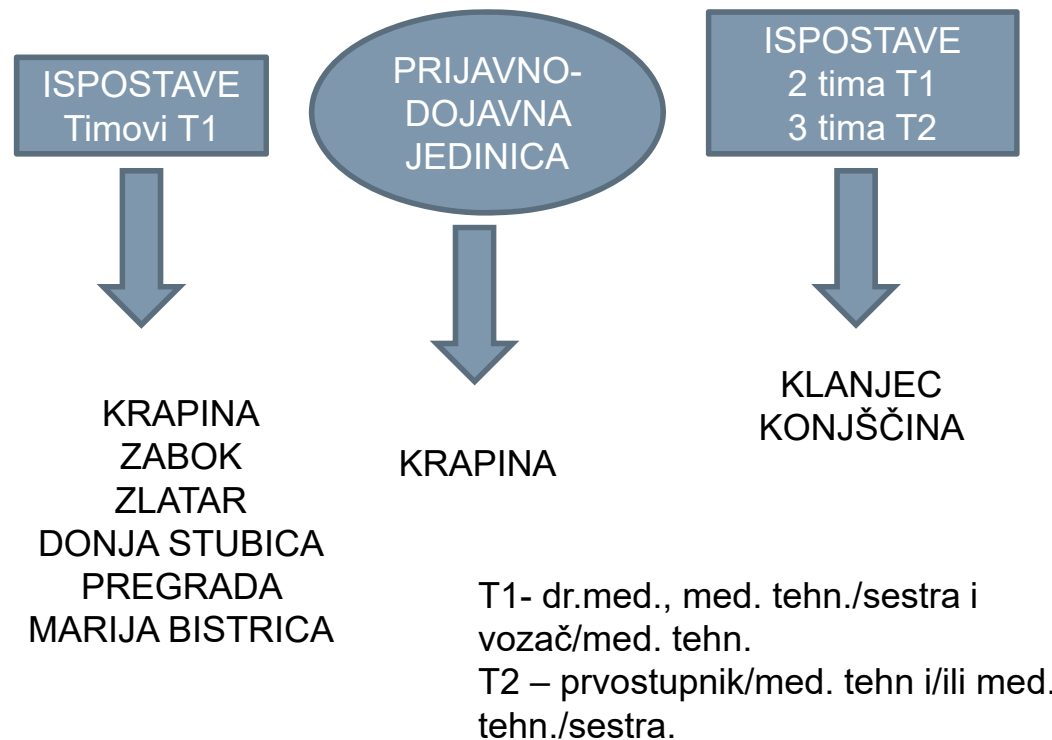 ISPOSTAVE
Timovi T1
PRIJAVNO-
DOJAVNA
JEDINICA
ISPOSTAVE
2 tima T1
3 tima T2
KRAPINA
ZABOK
ZLATAR
DONJA STUBICA
PREGRADA
MARIJA BISTRICA
KRAPINA
KLANJEC
KONJŠČINA
T1- dr.med., med. tehn./sestra i
vozač/med. tehn.
T2 – prvostupnik/med. tehn i/ili med.
tehn./sestra.